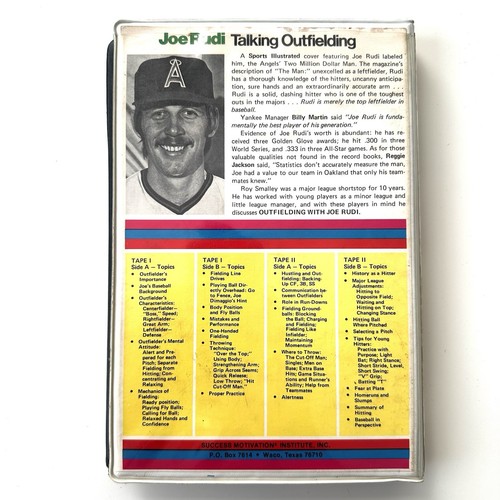 Joe Rudi Talking Outfielding
A Sports Illustrated cover featuring Joe Rudi labeled
him, the Angels' Two Million Dollar Man. The magazine's
description of "The Man:" unexcelled as a leftfielder, Rudi
has a thorough knowledge of the hitters, uncanny anticipa-
tion, sure hands and an extraordinarily accurate arm . . .
Rudi is a solid, dashing hitter who is one of the toughest
outs in the majors . . . Rudi is merely the top leftfielder in
baseball.
Yankee Manager Billy Martin said "Joe Rudi is funda-
mentally the best player of his generation."
Evidence of Joe Rudi's worth is abundant: he has re-
ceived three Golden Glove awards; he hit .300 in three
World Series, and .333 in three All-Star games. As for those
valuable qualities not found in the record books, Reggie
Jackson said, "Statistics don't accurately measure the man,
Joe had a value to our team in Oakland that only his team-
mates knew."
Roy Smalley was a major league shortstop for 10 years.
He has worked with young players as a minor league and
little league manager, and with these players in mind he
discusses OUTFIELDING WITH JOE RUDI.
TAPE I
Side A — Topics
• Outfielder's
Importance
• Joe's Baseball
Background
• Outfielder's
Characteristics:
Centerfielder—
"Boss," Speed;
Rightfielder—
Great Arm;
Leftfielder—
Defense
• Outfielder's Mental
Attitude:
Alert and Pre-
pared for each
Pitch; Separate
Fielding from
Hitting; Con-
centrating and
Relaxing
• Mechanics of
Fielding:
Ready position;
Playing Fly Balls;
Calling for Ball;
Relaxed Hands and
Confidence
TAPE I
Side B — Topics
• Fielding Line
Drives
• Playing Ball Dir-
ectly Overhead: Go
to Fence, Joe
Dimaggio's Hint
• Body Position
and Fly Balls
• Mistakes and
Performance
• One-Handed
Fielding
• Throwing
Technique:
"Over the Top;"
Using Body;
Strengthening Arm;
Grip Across Seams;
Quick Release;
Low Throw; "Hit
Cut-Off Man."
• Proper Practice
TAPE II
Side A — Topics
• Hustling and Out-
fielding: Backing-
Up CF, 3B, SS
• Communication be-
tween Outfielders
• Role in Run-Downs
• Fielding Ground-
balls: Blocking
the Ball; Charging
and Fielding;
Fielding Like
Infielder;
Maintaining
Momentum
• Where to Throw:
The Cut-Off Man;
Singles; Men on
Base; Extra Base
Hits; Game Situa-
tions and Runner's
Ability; Help from
Teammates
• Alertness
TAPE II
Side B — Topics
• History as a Hitter
• Major League
Adjustments:
Hitting to
Opposite Field;
Waiting and
Hitting on Top;
Changing Stance
• Hitting Ball
Where Pitched
• Selecting a Pitch
• Tips for Young
Hitters:
Practice with
Purpose; Light
Bat; Right Stance;
Short Stride, Level,
Short Swing;
"V" Grip;
Batting "T"
• Fear at Plate
• Homeruns and
Slumps
• Summary of
Hitting
• Baseball in
Perspective
SUCCESS MOTIVATION® INSTITUTE, INC.
P.O. Box 7614 • Waco, Texas 76710